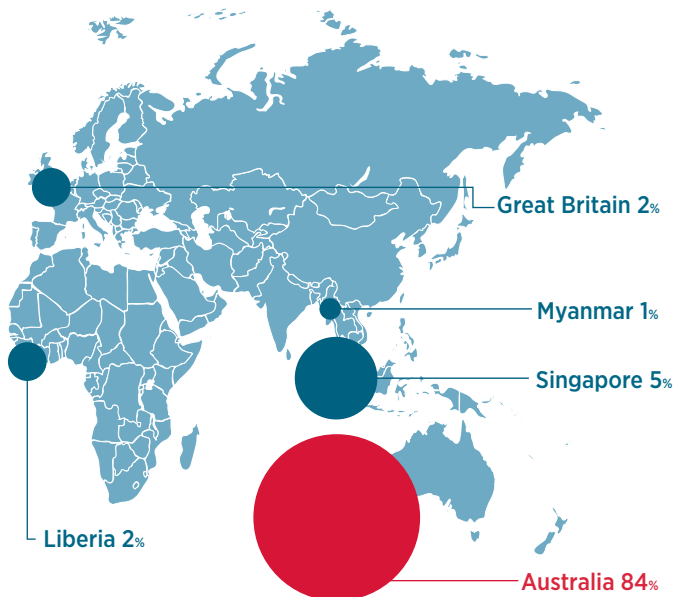 Great Britain 2%
Myanmar 1%
Singapore 5%
Liberia 2%
Australia 84%